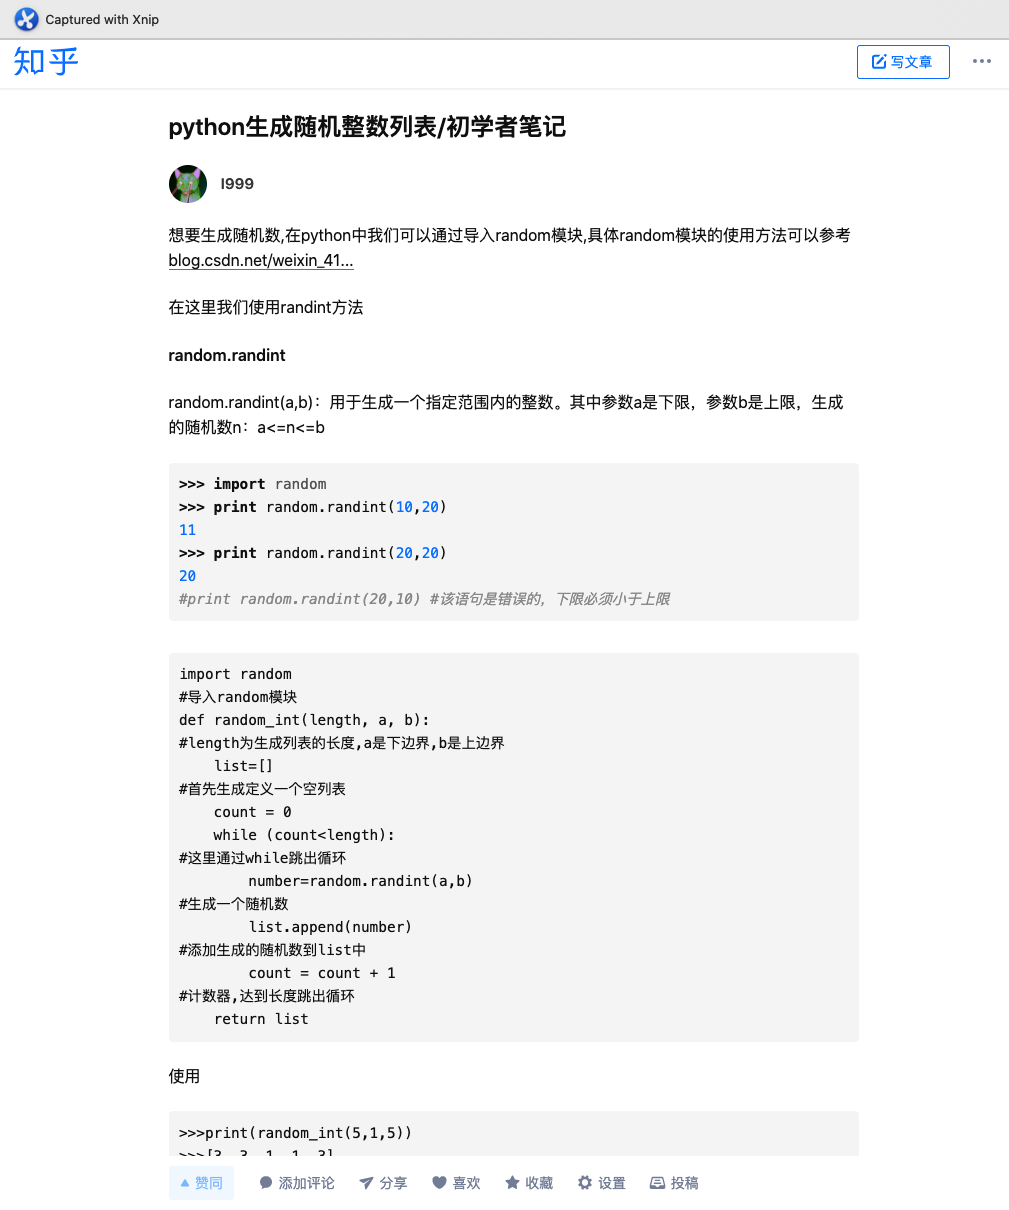 Captured with Xnip
知乎
写文章
python生成随机整数列表/初学者笔记
l999
想要生成随机数,在python中我们可以通过导入random模块,具体random模块的使用方法可以参考
blog.csdn.net/weixin_41...
在这里我们使用randint方法
random.randint
random.randint(a,b)：用于生成一个指定范围内的整数。其中参数a是下限，参数b是上限，生成
的随机数n：a<=n<=b
>>> import random
>>> print random.randint(10,20)
11
>>> print random.randint(20,20)
20
#print random.randint(20,10) #该语句是错误的，下限必须小于上限
import random
#导入random模块
def random_int(length, a, b):
#length为生成列表的长度,a是下边界,b是上边界
    list=[]
#首先生成定义一个空列表
    count = 0
    while (count<length):
#这里通过while跳出循环
        number=random.randint(a,b)
#生成一个随机数
        list.append(number)
#添加生成的随机数到list中
        count = count + 1
#计数器,达到长度跳出循环
    return list
使用
>>>print(random_int(5,1,5))
>>>[3, 3, 1, 1, 3]
赞同 添加评论 分享 喜欢 收藏 设置 投稿